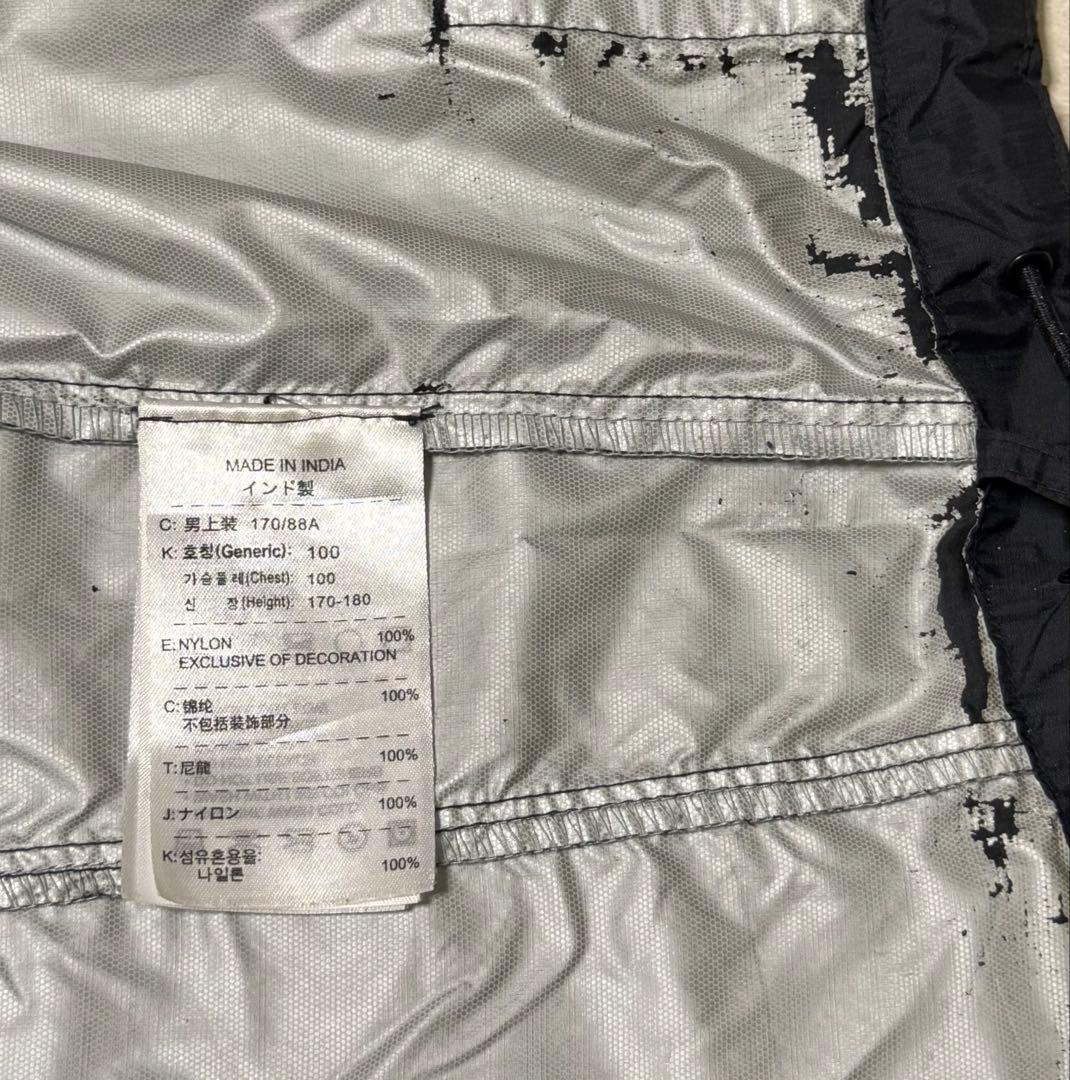 MADE IN INDIA
インド製
C: 男上装 170/88A
K: 호칭(Generic): 100
가슴둘레(Chest): 100
신 장(Height): 170-180
E: NYLON 100%
EXCLUSIVE OF DECORATION
C: 锦纶 100%
不包括装饰部分
T: 尼龍 100%
J: ナイロン 100%
K: 섬유혼용율:
나일론 100%